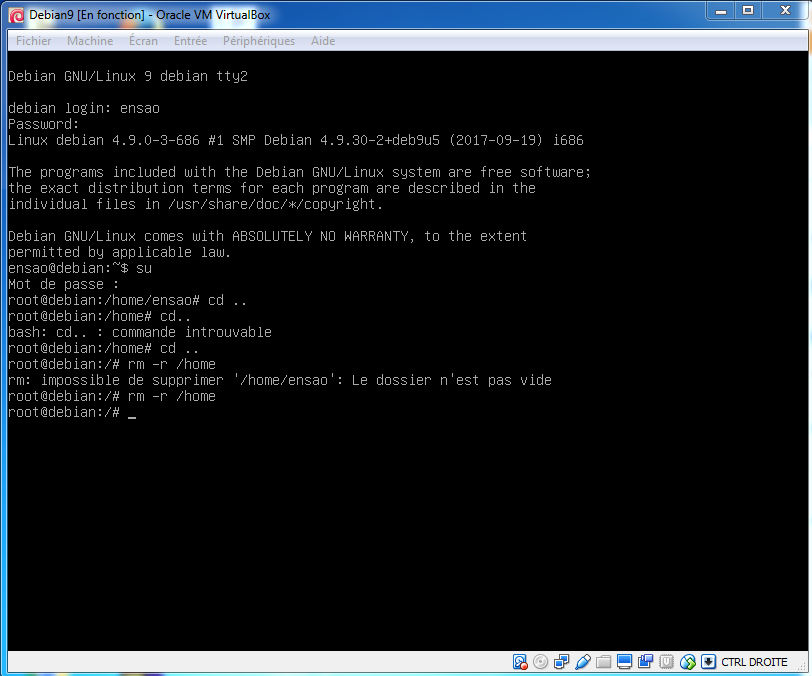 Debian9 [En fonction] - Oracle VM VirtualBox
Fichier Machine Écran Entrée Périphériques Aide
Debian GNU/Linux 9 debian tty2
debian login: ensao
Password:
Linux debian 4.9.0-3-686 #1 SMP Debian 4.9.30-2+deb9u5 (2017-09-19) i686
The programs included with the Debian GNU/Linux system are free software;
the exact distribution terms for each program are described in the
individual files in /usr/share/doc/*/copyright.
Debian GNU/Linux comes with ABSOLUTELY NO WARRANTY, to the extent
permitted by applicable law.
ensao@debian:~$ su
Mot de passe :
root@debian:/home/ensao# cd ..
root@debian:/home# cd..
bash: cd.. : commande introuvable
root@debian:/home# cd ..
root@debian:/# rm -r /home
rm: impossible de supprimer '/home/ensao': Le dossier n'est pas vide
root@debian:/# rm -r /home
root@debian:/# _
CTRL DROITE